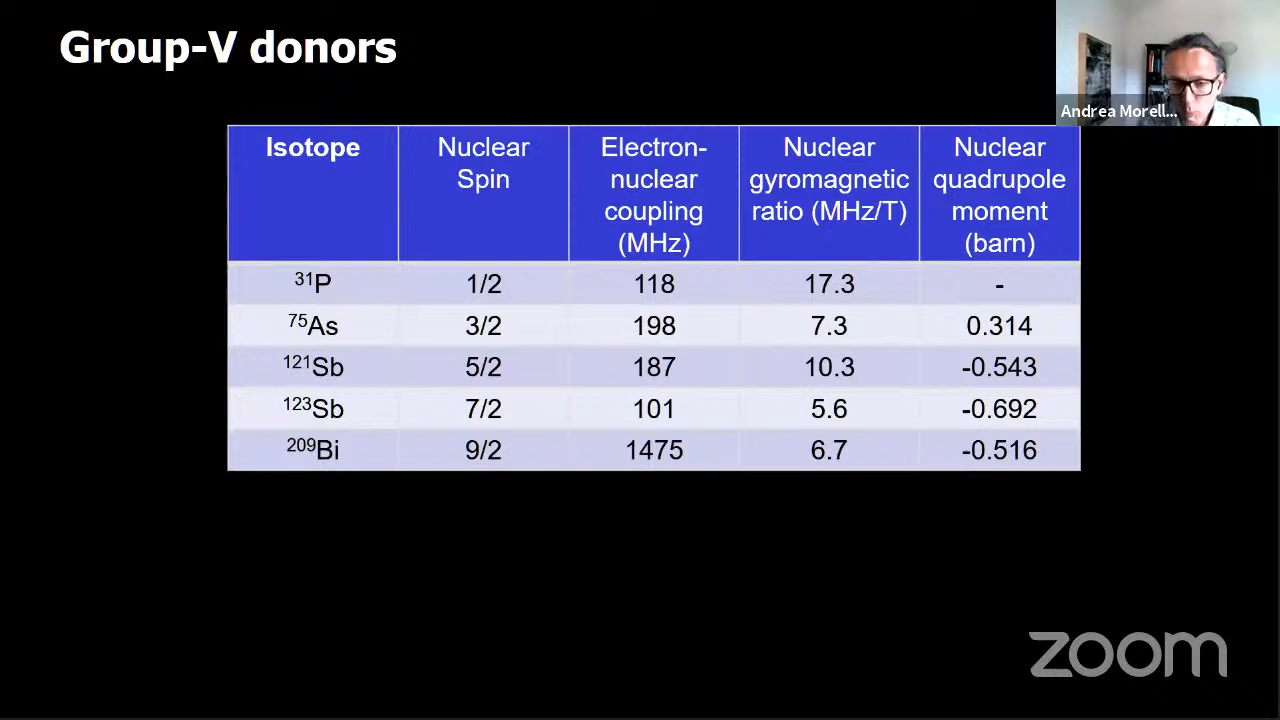 Group-V donors
Andrea Morell...
Isotope
Nuclear
Spin
Electron-
nuclear
coupling
(MHz)
Nuclear
gyromagnetic
ratio (MHz/T)
Nuclear
quadrupole
moment
(barn)
³¹P 1/2 118 17.3 -
⁷⁵As 3/2 198 7.3 0.314
¹²¹Sb 5/2 187 10.3 -0.543
¹²³Sb 7/2 101 5.6 -0.692
²⁰⁹Bi 9/2 1475 6.7 -0.516
zoom